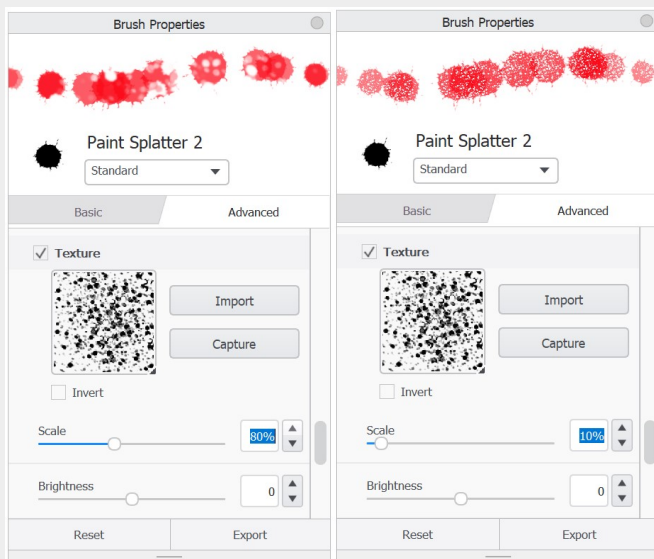 Brush Properties
Paint Splatter 2
Standard
Basic Advanced
Texture
Import
Capture
Invert
Scale
80%
Brightness
0
Reset Export
Brush Properties
Paint Splatter 2
Standard
Basic Advanced
Texture
Import
Capture
Invert
Scale
10%
Brightness
0
Reset Export